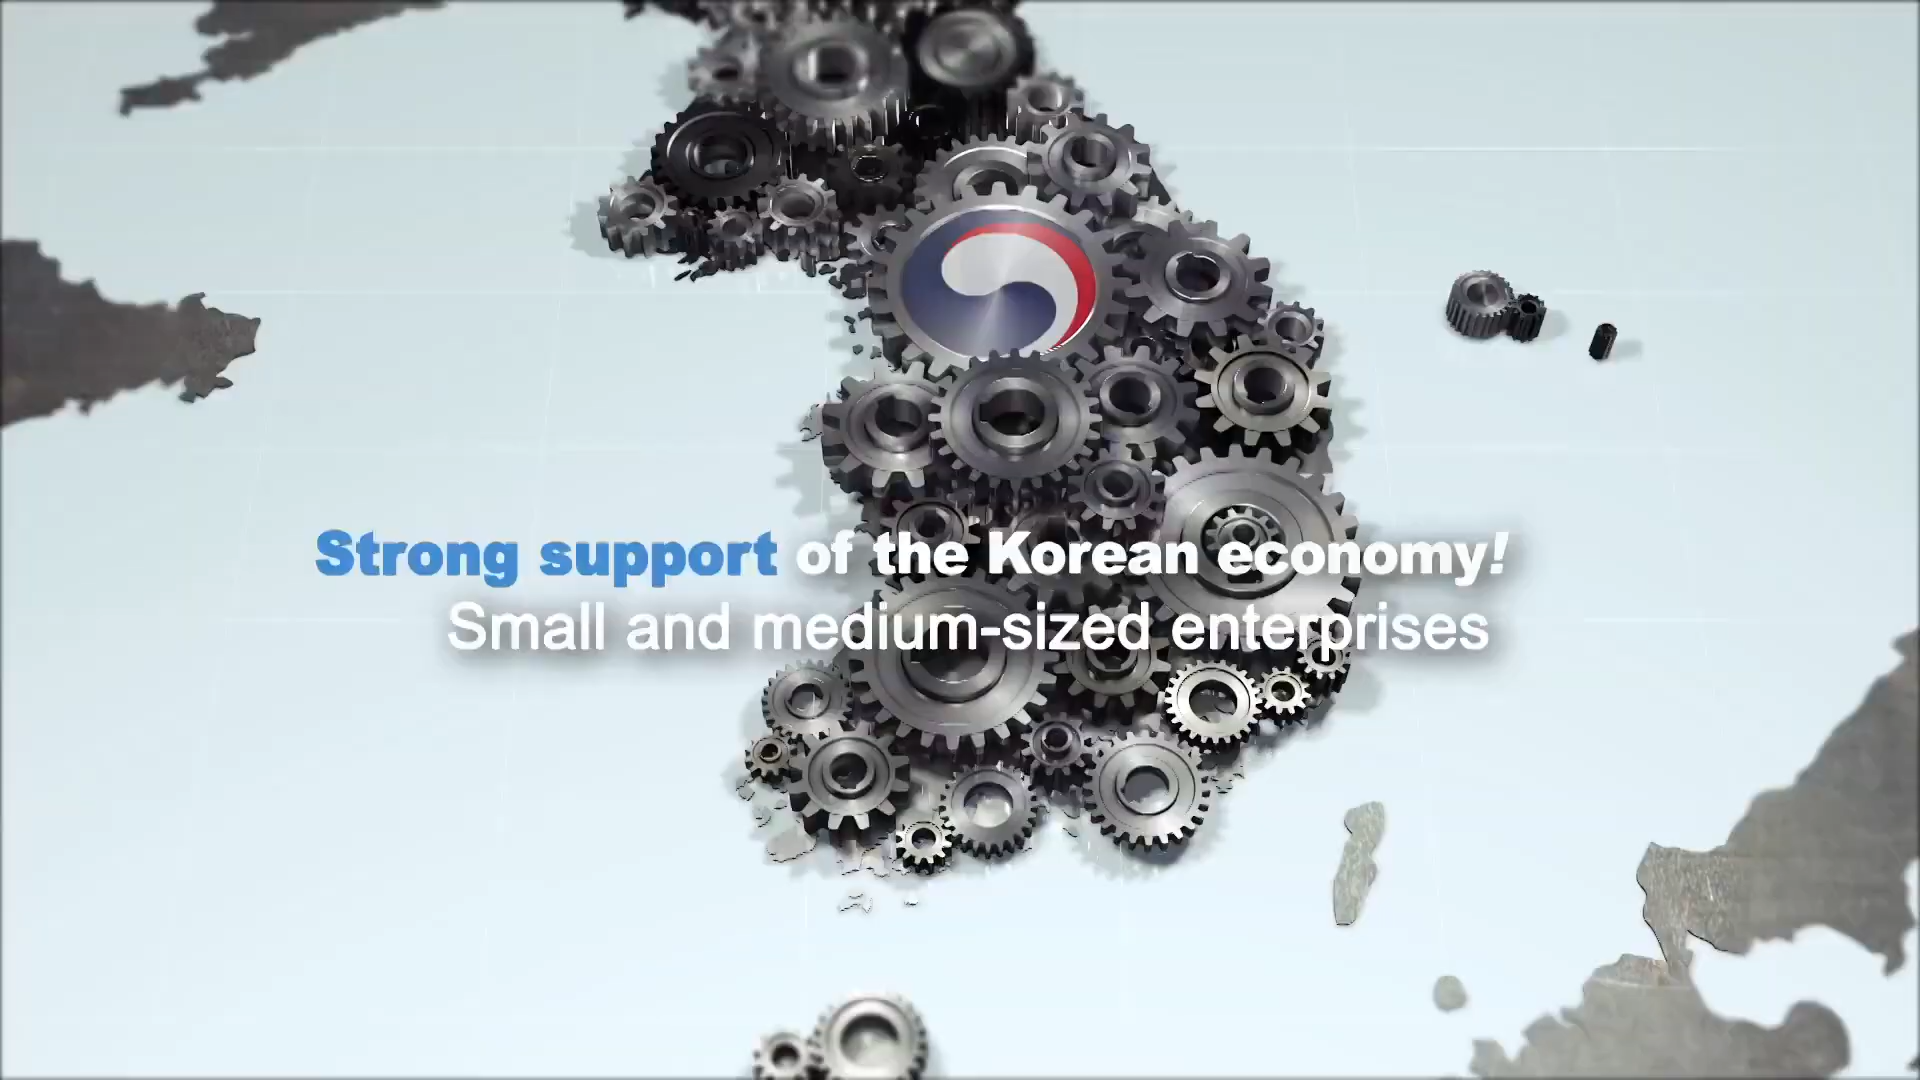 Strong support of the Korean economy!
Small and medium-sized enterprises